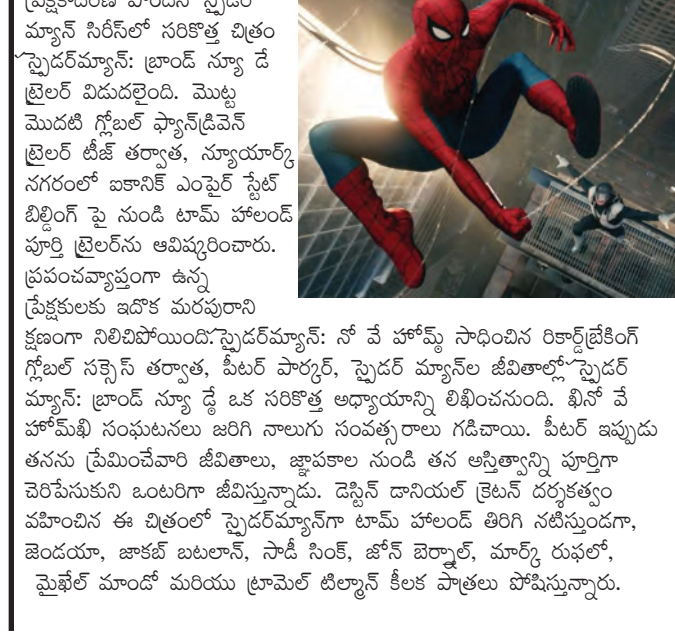 ప్రేక్షకాదరణ పొందిన స్పైడర్
మ్యాన్ సిరీస్‌లో సరికొత్త చిత్రం
స్పైడర్‌మ్యాన్: బ్రాండ్ న్యూ డే
ట్రైలర్ విడుదలైంది. మొట్ట
మొదటి గ్లోబల్ ఫ్యాన్‌డ్రివెన్
ట్రైలర్ టీజ్ తర్వాత, న్యూయార్క్
నగరంలో ఐకానిక్ ఎంపైర్ స్టేట్
బిల్డింగ్ పై నుండి టామ్ హాలండ్
పూర్తి ట్రైలర్‌ను ఆవిష్కరించారు.
ప్రపంచవ్యాప్తంగా ఉన్న
ప్రేక్షకులకు ఇదొక మరపురాని
క్షణంగా నిలిచిపోయింది.స్పైడర్‌మ్యాన్: నో వే హోమ్ఠ్ సాధించిన రికార్డ్‌బ్రేకింగ్
గ్లోబల్ సక్సెస్ తర్వాత, పీటర్ పార్కర్, స్పైడర్ మ్యాన్‌ల జీవితాల్లో స్పైడర్
మ్యాన్: బ్రాండ్ న్యూ డ్ఠే ఒక సరికొత్త అధ్యాయాన్ని లిఖించనుంది. ఖినో వే
హోమ్‌ఖి సంఘటనలు జరిగి నాలుగు సంవత్సరాలు గడిచాయి. పీటర్ ఇప్పుడు
తనను ప్రేమించేవారి జీవితాలు, జ్ఞాపకాల నుండి తన అస్తిత్వాన్ని పూర్తిగా
చెరిపేసుకుని ఒంటరిగా జీవిస్తున్నాడు. డెస్టిన్ డానియల్ క్రెటన్ దర్శకత్వం
వహించిన ఈ చిత్రంలో స్పైడర్‌మ్యాన్‌గా టామ్ హాలండ్ తిరిగి నటిస్తుండగా,
జెండయా, జాకబ్ బటలాన్, సాడీ సింక్, జోన్ బెర్న్తాల్, మార్క్ రుఫలో,
మైఖేల్ మాండో మరియు ట్రామెల్ టిల్మాన్ కీలక పాత్రలు పోషిస్తున్నారు.